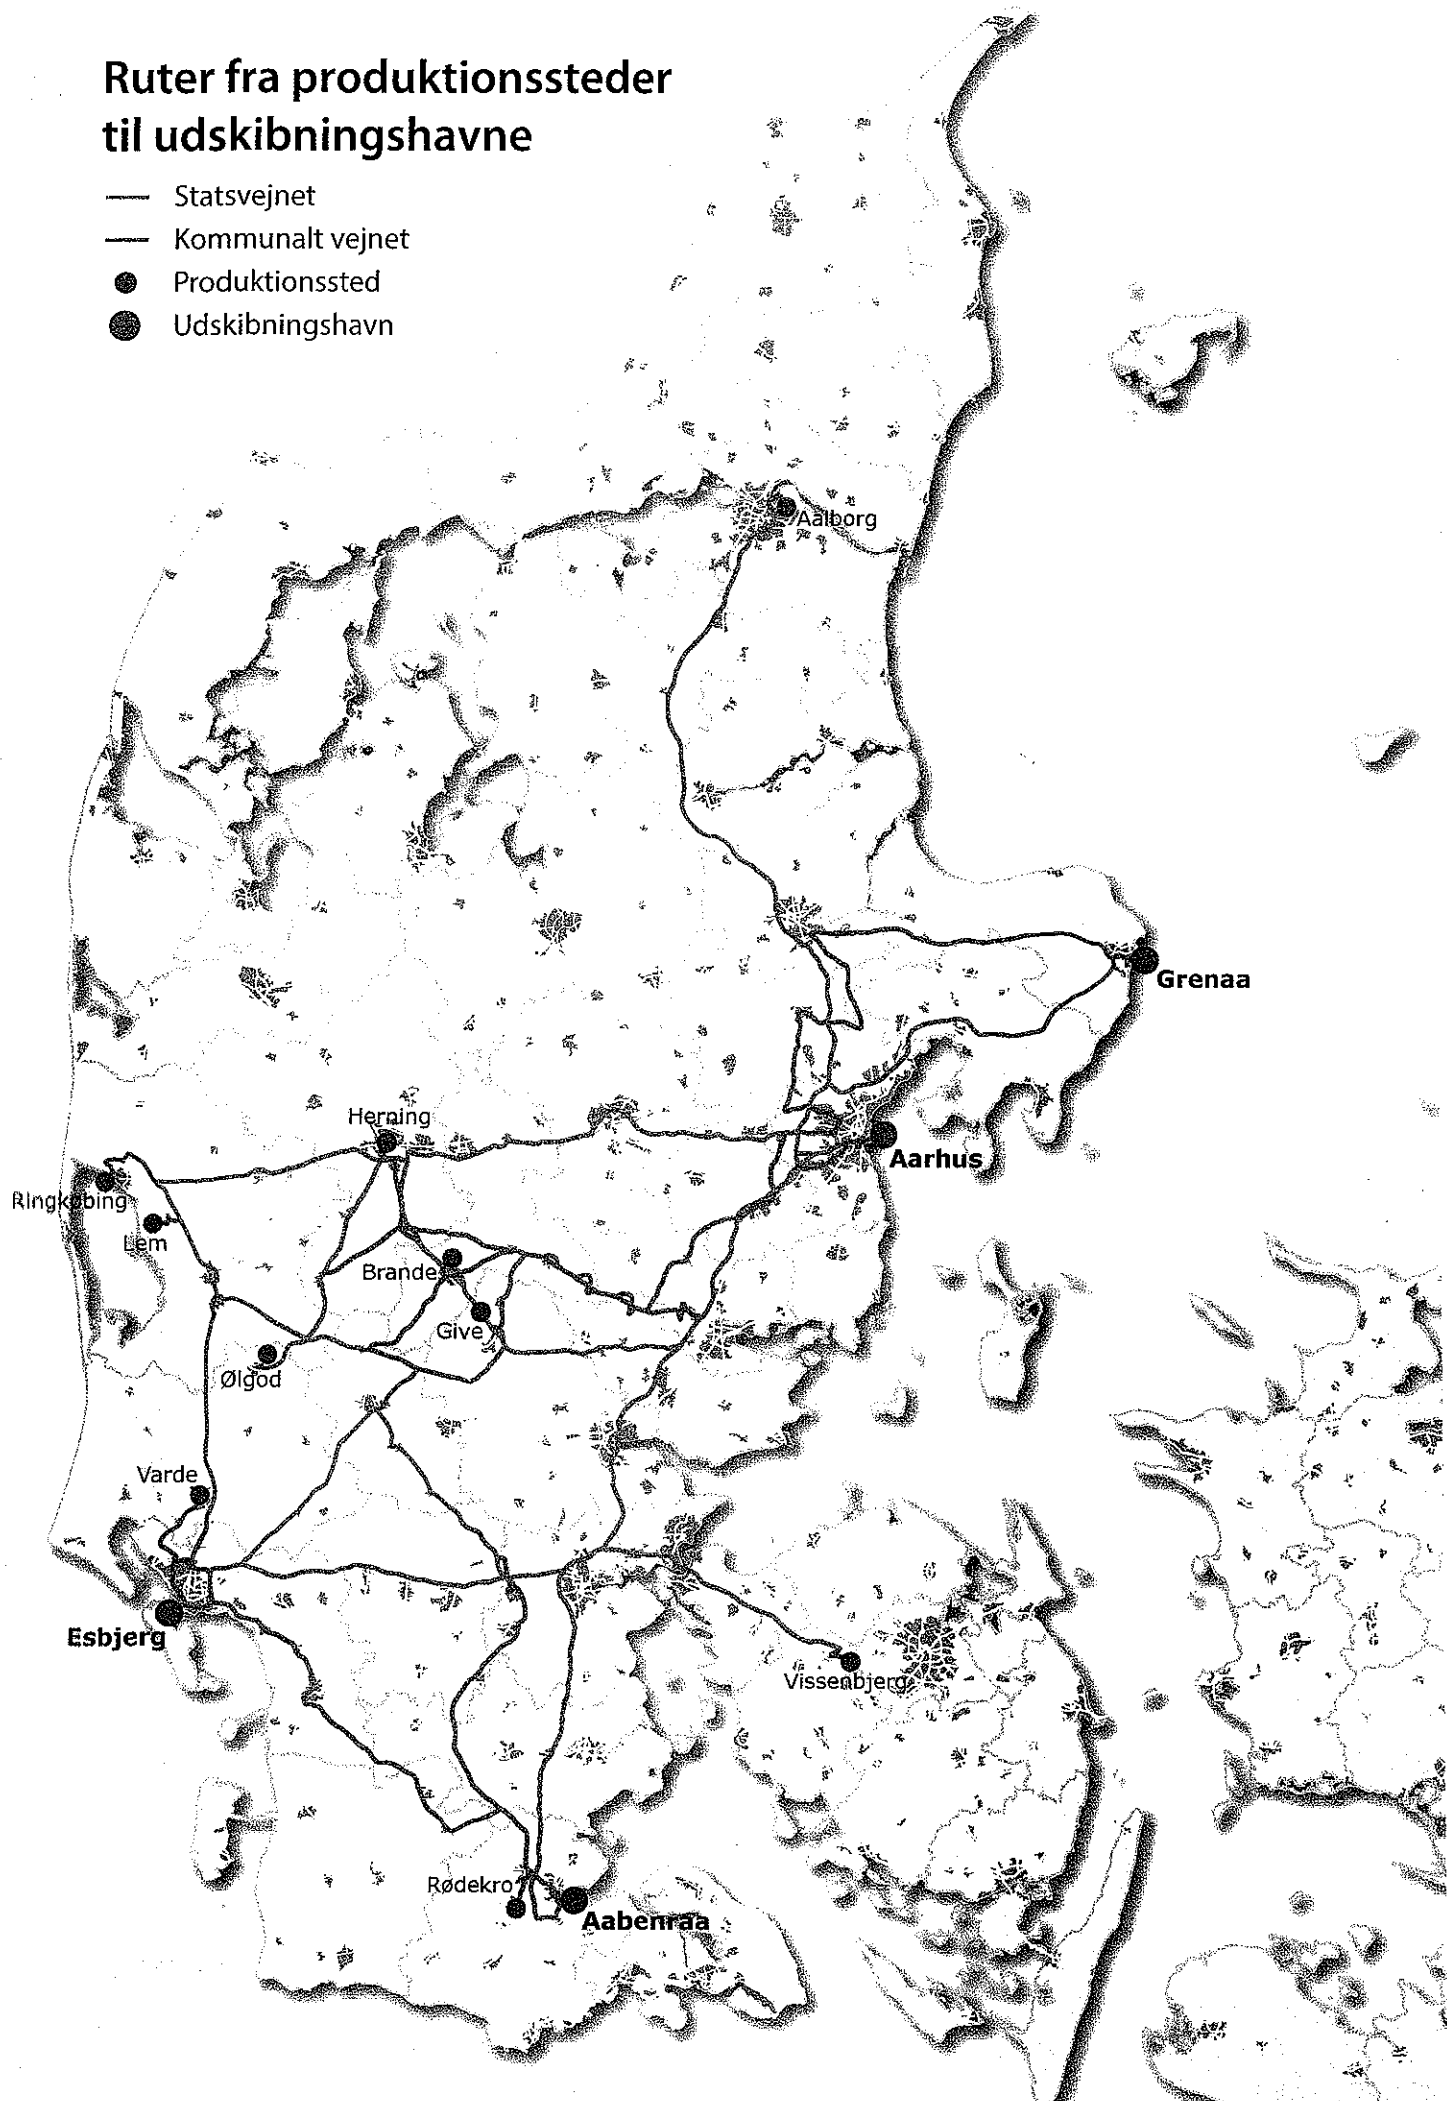 Ruter fra produktionssteder
til udskibningshavne
Statsvejnet
Kommunalt vejnet
Produktionssted
Udskibningshavn
Aalborg
Grenaa
Herning
Aarhus
Ringkøbing
Lem
Brande
Give
Ølgod
Varde
Esbjerg
Vissenbjerg
Rødekro
Aabenraa